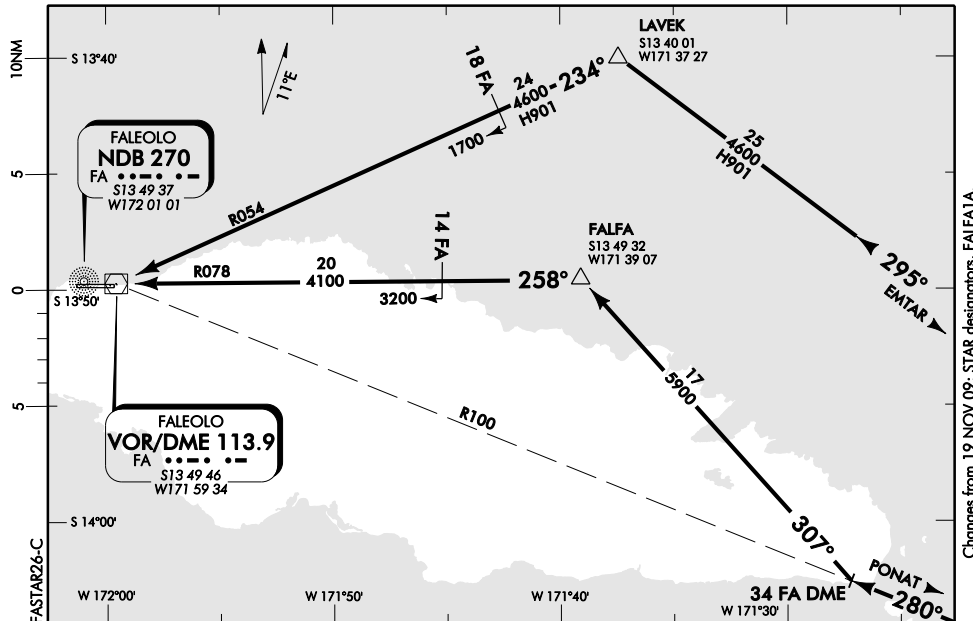 10NM
S 13°40'
11°E
LAVEK
S13 40 01
W171 37 27
18 FA
24
4600
H901
234°
1700
25
4600
H901
FALEOLO
NDB 270
FA
S13 49 37
W172 01 01
5
R054
14 FA
FALFA
S13 49 32
W171 39 07
R078
20
4100
258°
3200
295°
EMTAR
0
S 13°50'
17
5900
5
R100
FALEOLO
VOR/DME 113.9
FA
S13 49 46
W171 59 34
S 14°00'
307°
PONAT
34 FA DME
280°
W 172°00'
W 171°50'
W 171°40'
W 171°30'
FASTAR26-C
Changes from 19 NOV 09: STAR designators, FALFA1A